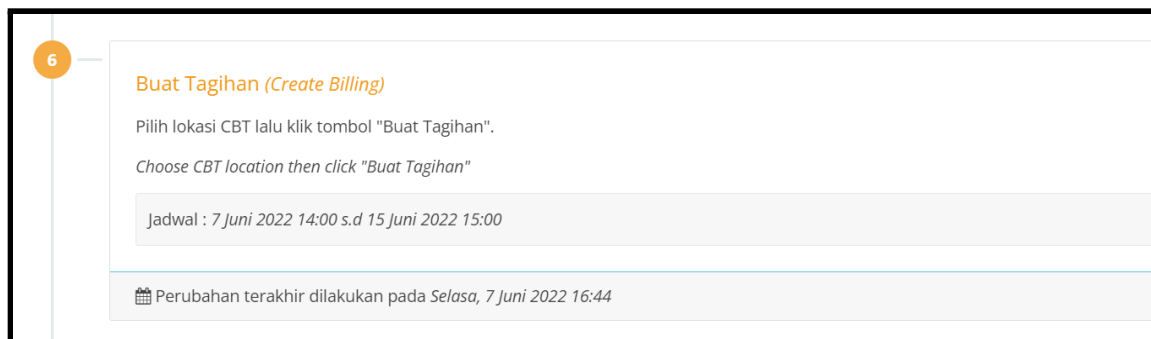 6
Buat Tagihan (Create Billing)
Pilih lokasi CBT lalu klik tombol "Buat Tagihan".
Choose CBT location then click "Buat Tagihan"
Jadwal : 7 Juni 2022 14:00 s.d 15 Juni 2022 15:00
Perubahan terakhir dilakukan pada Selasa, 7 Juni 2022 16:44